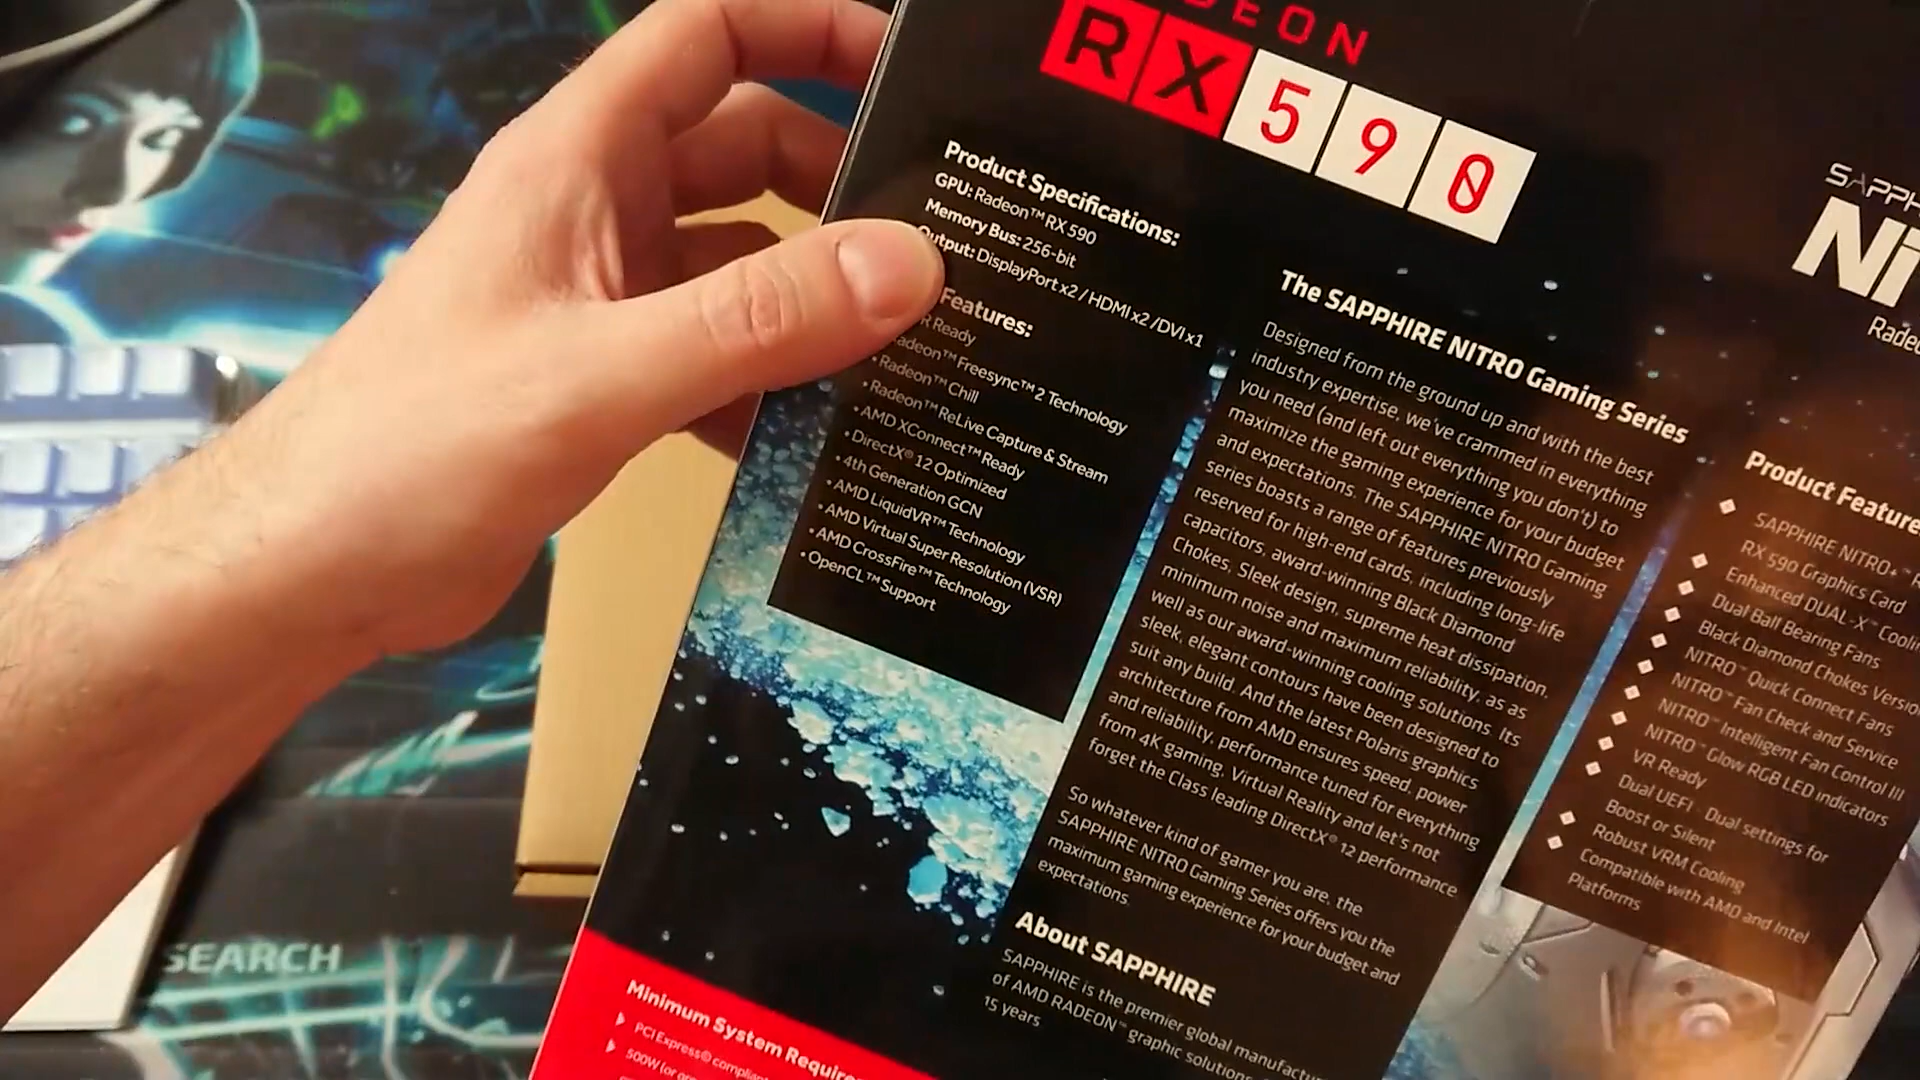 RX 590
Product Specifications:
GPU: Radeon™ RX 590
Memory Bus: 256-bit
Output: DisplayPort x2 / HDMI x2 /DVI x1
Features:
Ready
Radeon™ Freesync™ 2 Technology
• Radeon™ Chill
• Radeon™ ReLive Capture & Stream
• AMD XConnect™ Ready
• DirectX® 12 Optimized
• 4th Generation GCN
• AMD LiquidVR™ Technology
• AMD Virtual Super Resolution (VSR)
• AMD CrossFire™ Technology
• OpenCL™ Support
Minimum System
PCI Express®
500W (or
The SAPPHIRE NITRO Gaming Series
Designed from the ground up and with the best
industry expertise, we've crammed in everything
you need (and left out everything you don't) to
maximize the gaming experience for your budget
and expectations. The SAPPHIRE NITRO Gaming
series boasts a range of features previously
reserved for high-end cards, including long-life
capacitors, award-winning Black Diamond
Chokes, Sleek design, supreme heat dissipation,
minimum noise and maximum reliability, as as
well as our award-winning cooling solutions. Its
sleek, elegant contours have been designed to
suit any build. And the latest Polaris graphics
architecture from AMD ensures speed, power
and reliability, performance tuned for everything
from 4K gaming, Virtual Reality and let's not
forget the Class leading DirectX® 12 performance
So whatever kind of gamer you are, the
SAPPHIRE NITRO Gaming Series offers you the
maximum gaming experience for your budget and
expectations.
About SAPPHIRE
SAPPHIRE is the premier global
of AMD RADEON™ graphic
15 years
Product
SAPPHIRE NITRO+™
RX 590 Graphics Card
Enhanced DUAL-X™
Dual Ball Bearing Fans
Black Diamond Chokes
NITRO™ Quick Connect Fans
NITRO™ Fan Check and Service
NITRO™ Intelligent Fan Control III
NITRO™ Glow RGB LED indicators
VR Ready
Dual UEFI Dual settings for
Boost or Silent
Robust VRM Cooling
Compatible with AMD and Intel
Platforms
SEARCH